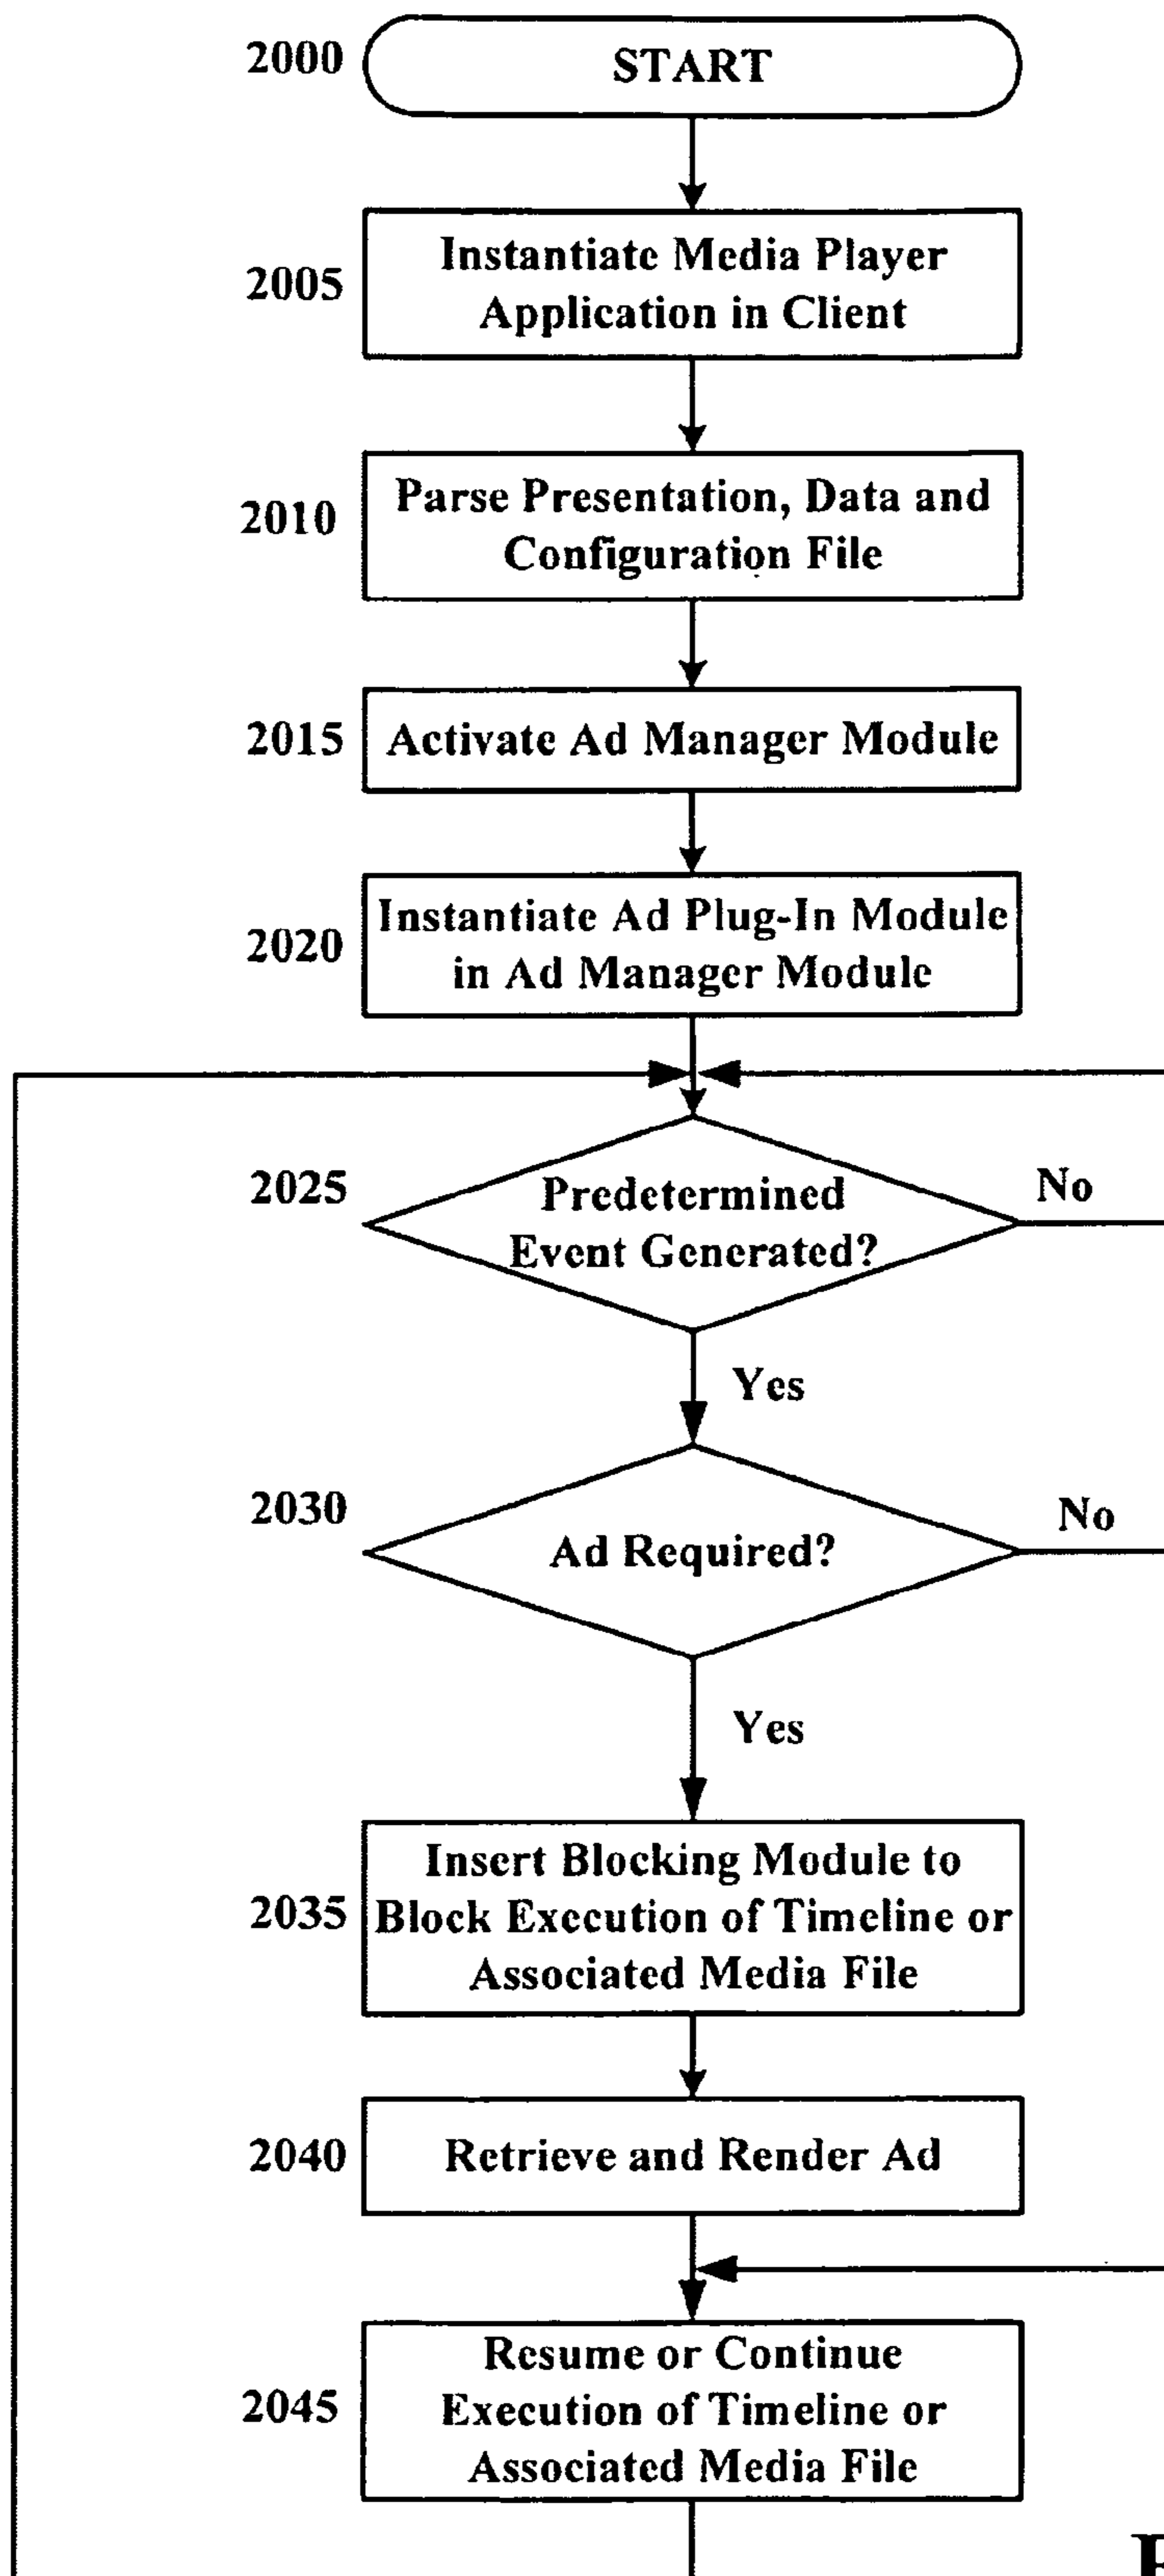 2000
START
2005
Instantiate Media Player
Application in Client
2010
Parse Presentation, Data and
Configuration File
2015
Activate Ad Manager Module
2020
Instantiate Ad Plug-In Module
in Ad Manager Module
2025
Predetermined
Event Generated?
No
Yes
2030
Ad Required?
No
Yes
2035
Insert Blocking Module to
Block Execution of Timeline or
Associated Media File
2040
Retrieve and Render Ad
2045
Resume or Continue
Execution of Timeline or
Associated Media File